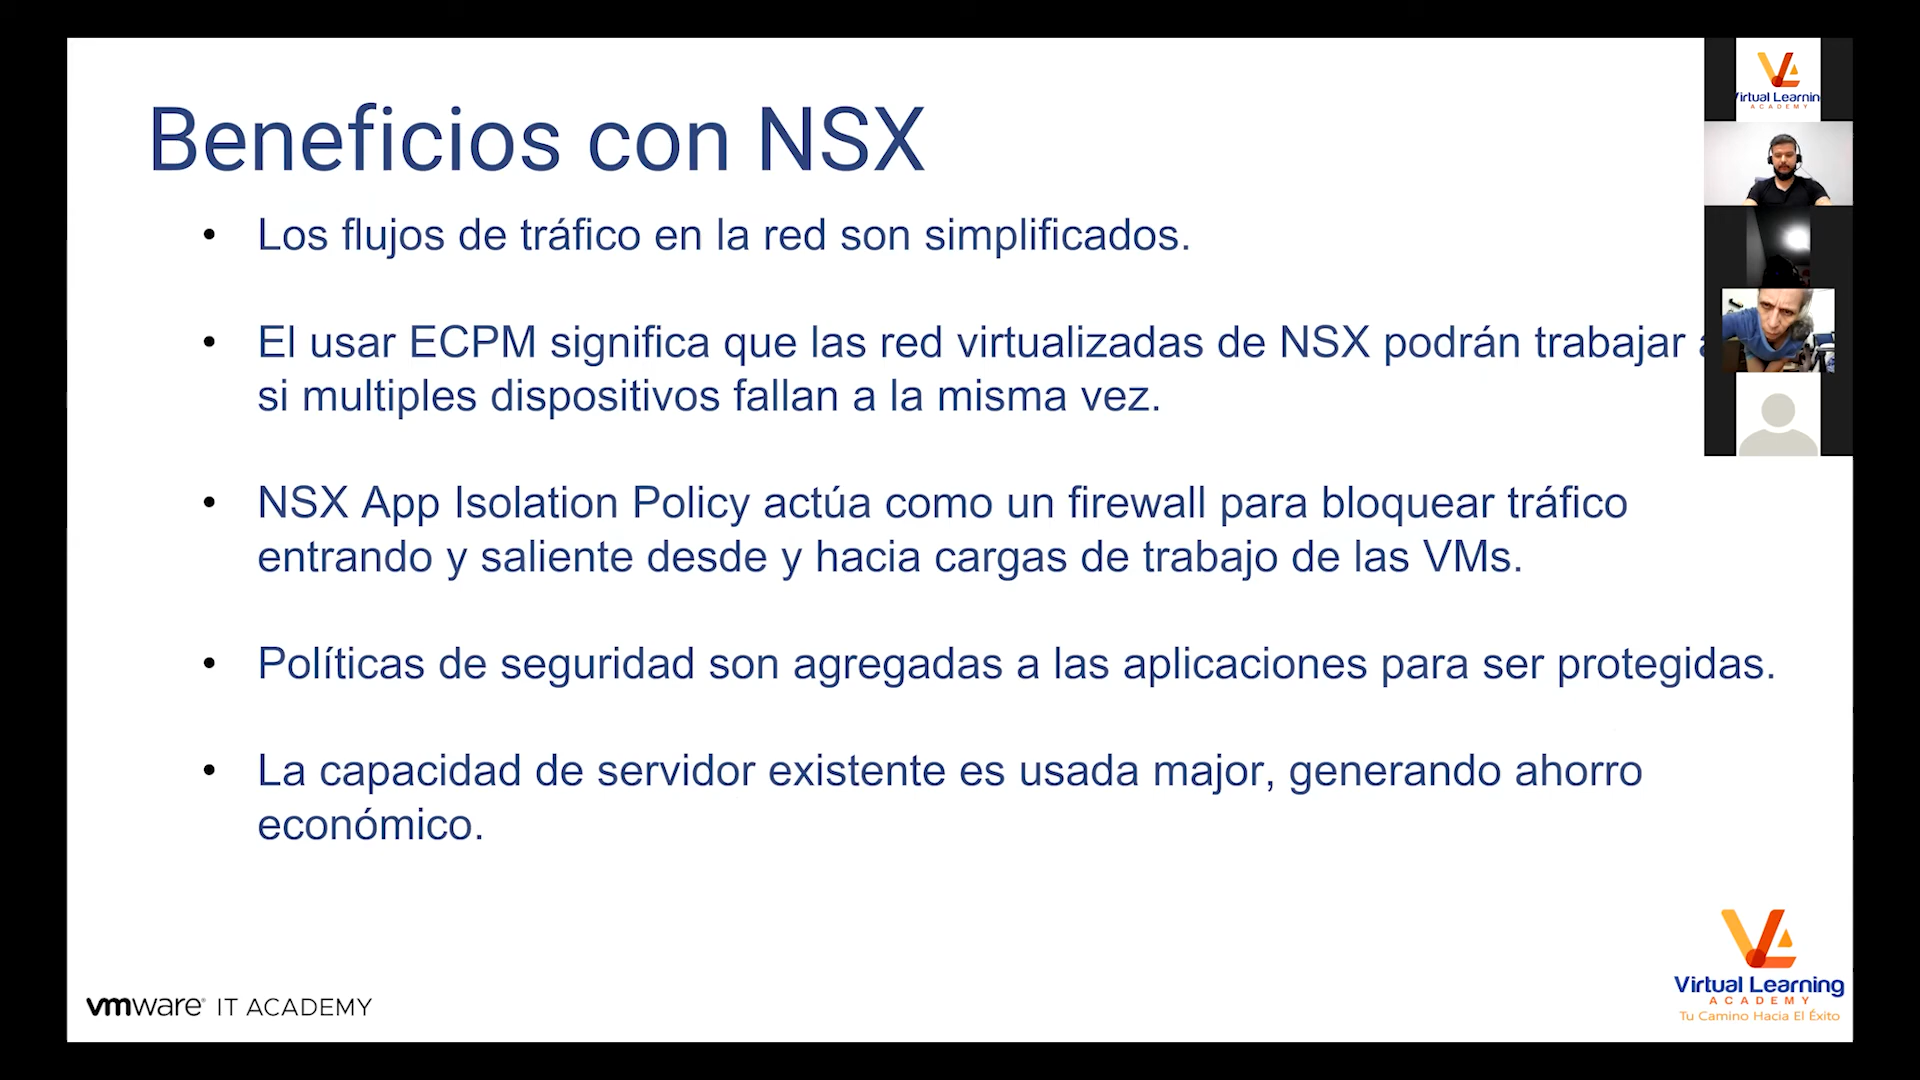 Beneficios con NSX
• Los flujos de tráfico en la red son simplificados.
• El usar ECPM significa que las red virtualizadas de NSX podrán trabajar
si multiples dispositivos fallan a la misma vez.
• NSX App Isolation Policy actúa como un firewall para bloquear tráfico
entrando y saliente desde y hacia cargas de trabajo de las VMs.
• Políticas de seguridad son agregadas a las aplicaciones para ser protegidas.
• La capacidad de servidor existente es usada major, generando ahorro
económico.
vmware® IT ACADEMY
Virtual Learning
ACADEMY
Tu Camino Hacia El Éxito
Virtual Learning
ACADEMY